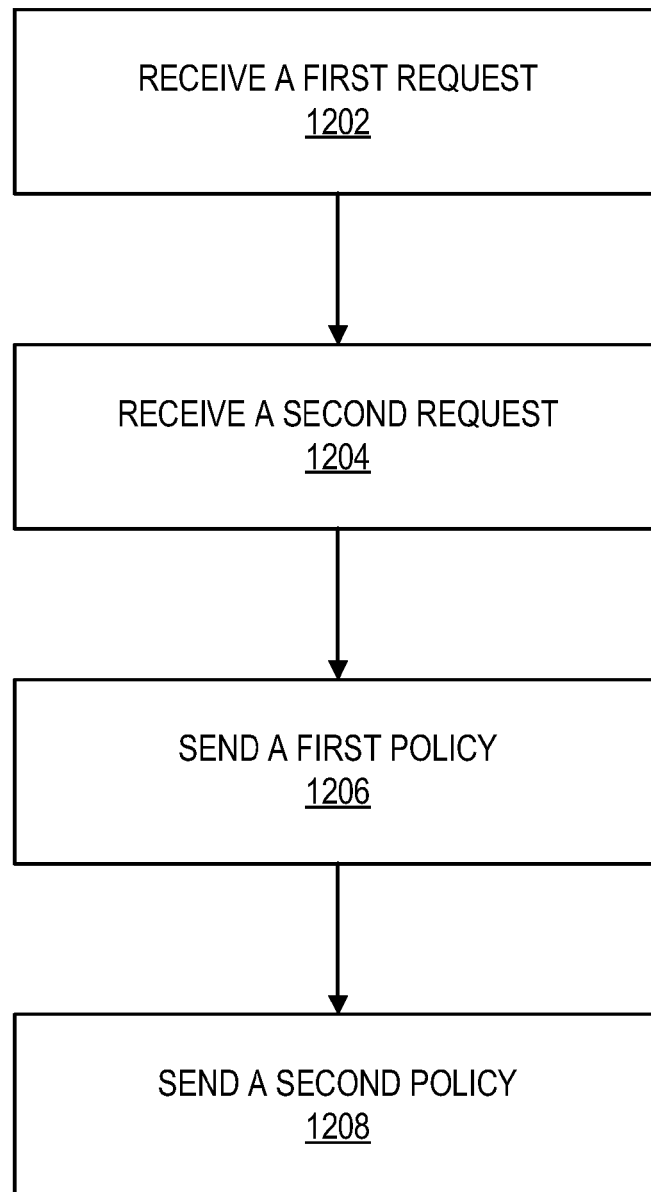 RECEIVE A FIRST REQUEST
1202
RECEIVE A SECOND REQUEST
1204
SEND A FIRST POLICY
1206
SEND A SECOND POLICY
1208